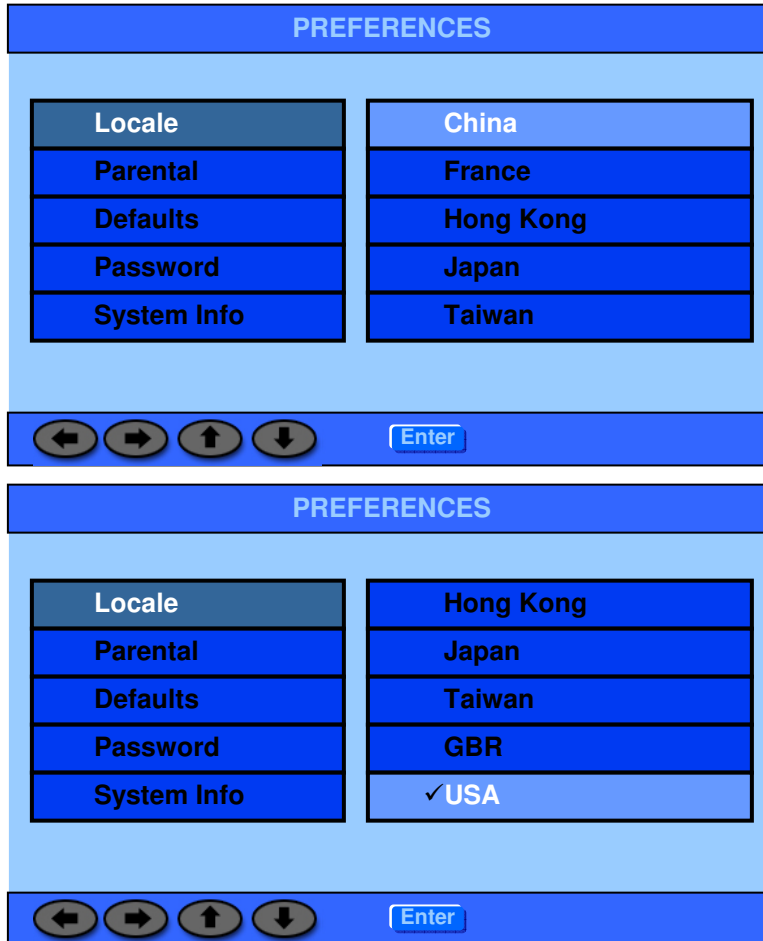 PREFERENCES
Locale China
Parental France
Defaults Hong Kong
Password Japan
System Info Taiwan
Enter
PREFERENCES
Locale Hong Kong
Parental Japan
Defaults Taiwan
Password GBR
System Info ✓USA
Enter